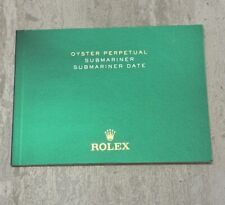 OYSTER PERPETUAL
SUBMARINER
SUBMARINER DATE
ROLEX